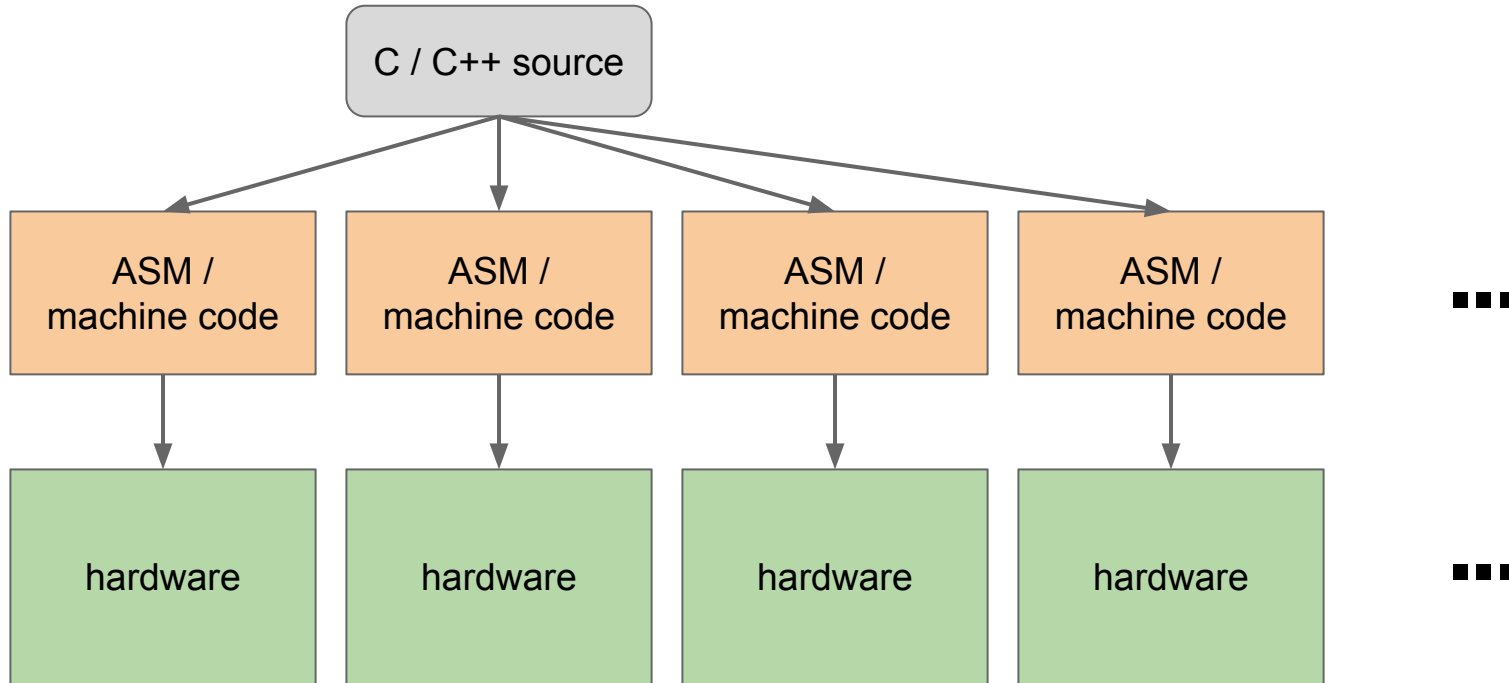 C / C++ source
ASM /
machine code
ASM /
machine code
ASM /
machine code
ASM /
machine code
hardware
hardware
hardware
hardware